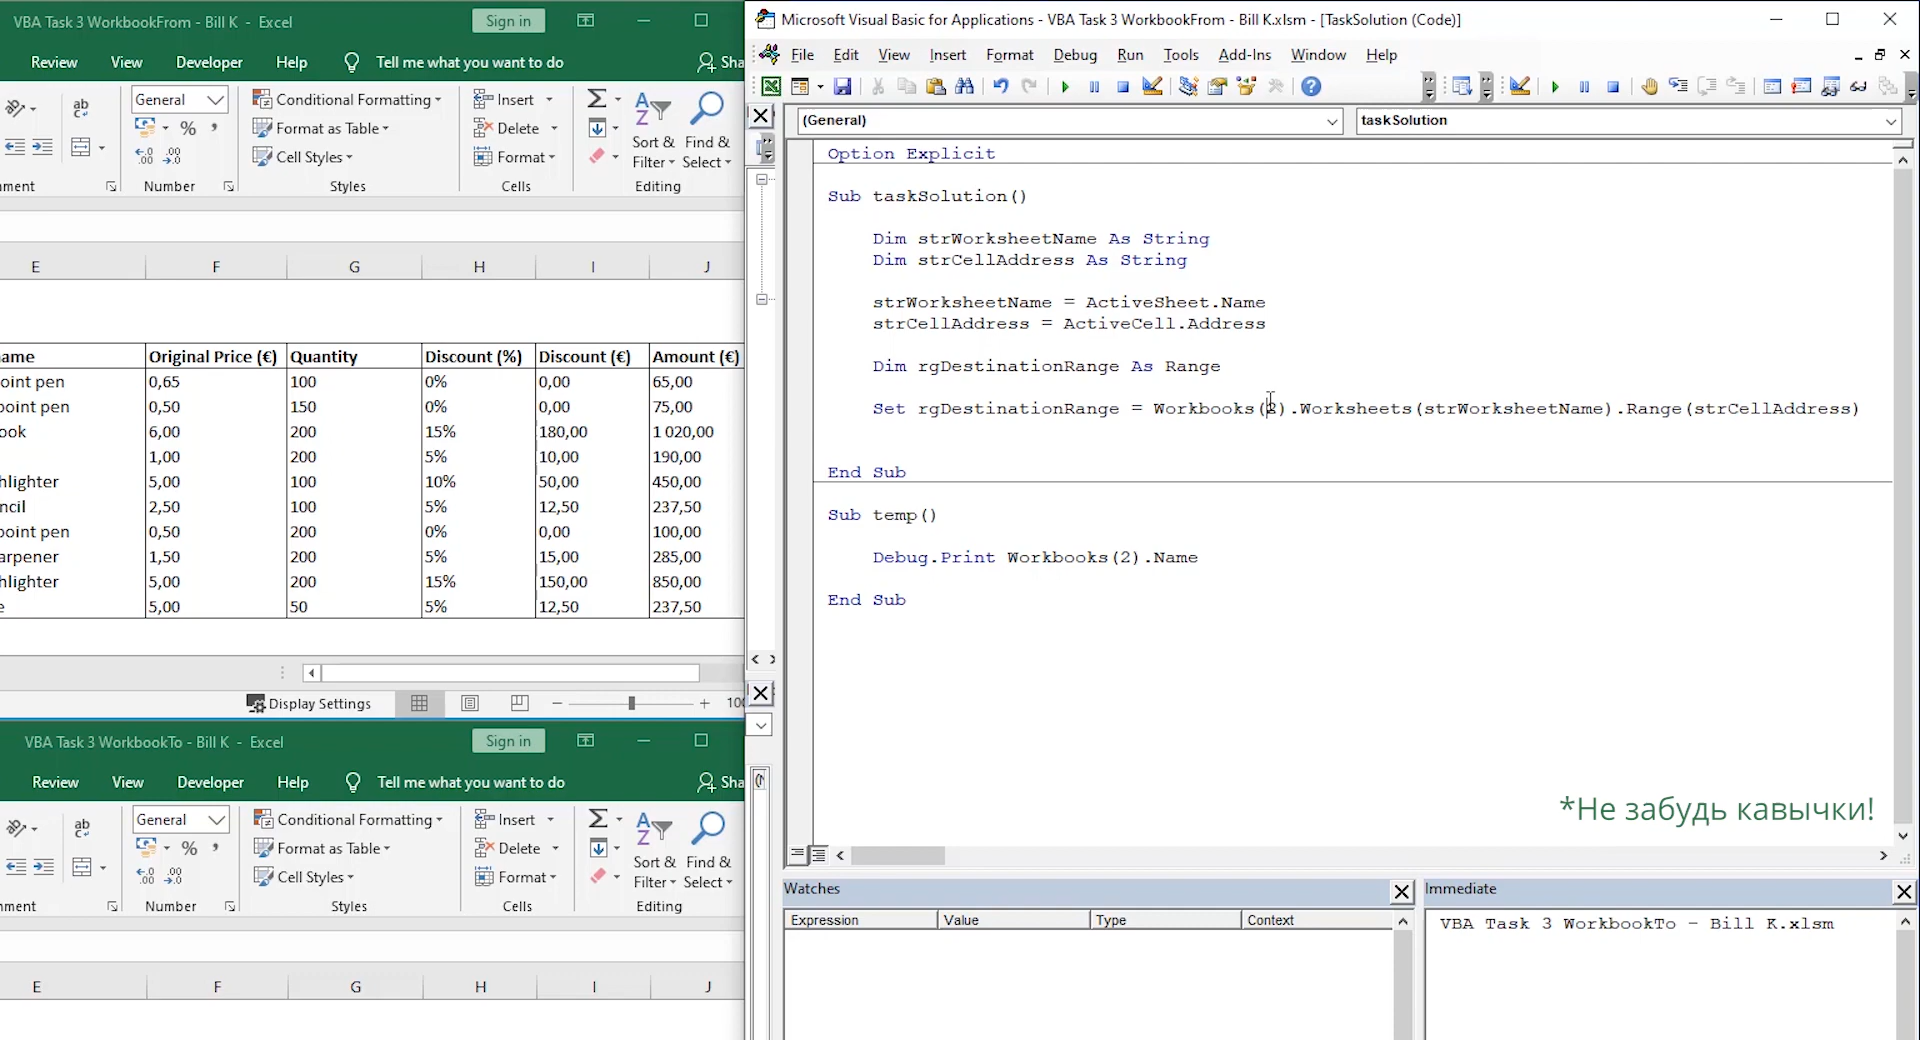 VBA Task 3 WorkbookFrom - Bill K - Excel
Sign in
Review View Developer Help Tell me what you want to do Sha
General
Conditional Formatting
Format as Table
Cell Styles
Insert
Delete
Format
Sort & Filter
Find & Select
ment Number Styles Cells Editing
E F G H I J
ame Original Price (€) Quantity Discount (%) Discount (€) Amount (€)
oint pen 0,65 100 0% 0,00 65,00
point pen 0,50 150 0% 0,00 75,00
ook 6,00 200 15% 180,00 1 020,00
1,00 200 5% 10,00 190,00
hlighter 5,00 100 10% 50,00 450,00
ncil 2,50 100 5% 12,50 237,50
point pen 0,50 200 0% 0,00 100,00
arpener 1,50 200 5% 15,00 285,00
hlighter 5,00 200 15% 150,00 850,00
e 5,00 50 5% 12,50 237,50
Display Settings 100
VBA Task 3 WorkbookTo - Bill K - Excel
Sign in
Review View Developer Help Tell me what you want to do Sha
General
Conditional Formatting
Format as Table
Cell Styles
Insert
Delete
Format
Sort & Filter
Find & Select
ment Number Styles Cells Editing
E F G H I J
Microsoft Visual Basic for Applications - VBA Task 3 WorkbookFrom - Bill K.xlsm - [TaskSolution (Code)]
File Edit View Insert Format Debug Run Tools Add-Ins Window Help
(General) taskSolution
Option Explicit
Sub taskSolution()
Dim strWorksheetName As String
Dim strCellAddress As String
strWorksheetName = ActiveSheet.Name
strCellAddress = ActiveCell.Address
Dim rgDestinationRange As Range
Set rgDestinationRange = Workbooks(2).Worksheets(strWorksheetName).Range(strCellAddress)
End Sub
Sub temp()
Debug.Print Workbooks(2).Name
End Sub
*Не забудь кавычки!
Watches
Expression Value Type Context
Immediate
VBA Task 3 WorkbookTo - Bill K.xlsm